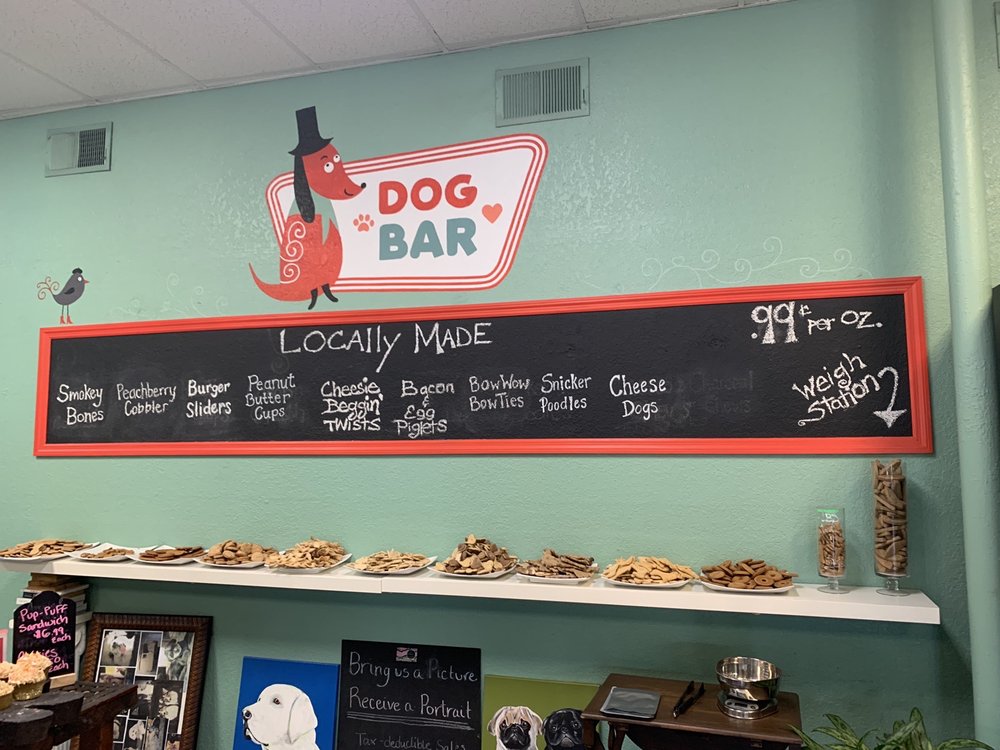 DOG
BAR
LOCALLY MADE
.99¢ Per OZ.
Smokey
Bones
Peachberry
Cobbler
Burger
Sliders
Peanut
Butter
Cups
Cheesie
Beggin'
Twists
Bacon
&
Egg
Piglets
BowWow
BowTies
Snicker
Poodles
Cheese
Dogs
Weigh
Station
Pup-Puff
Sandwich
$6.99
Each
Bring us a Picture
Receive a Portrait
Tax-deductible Sales